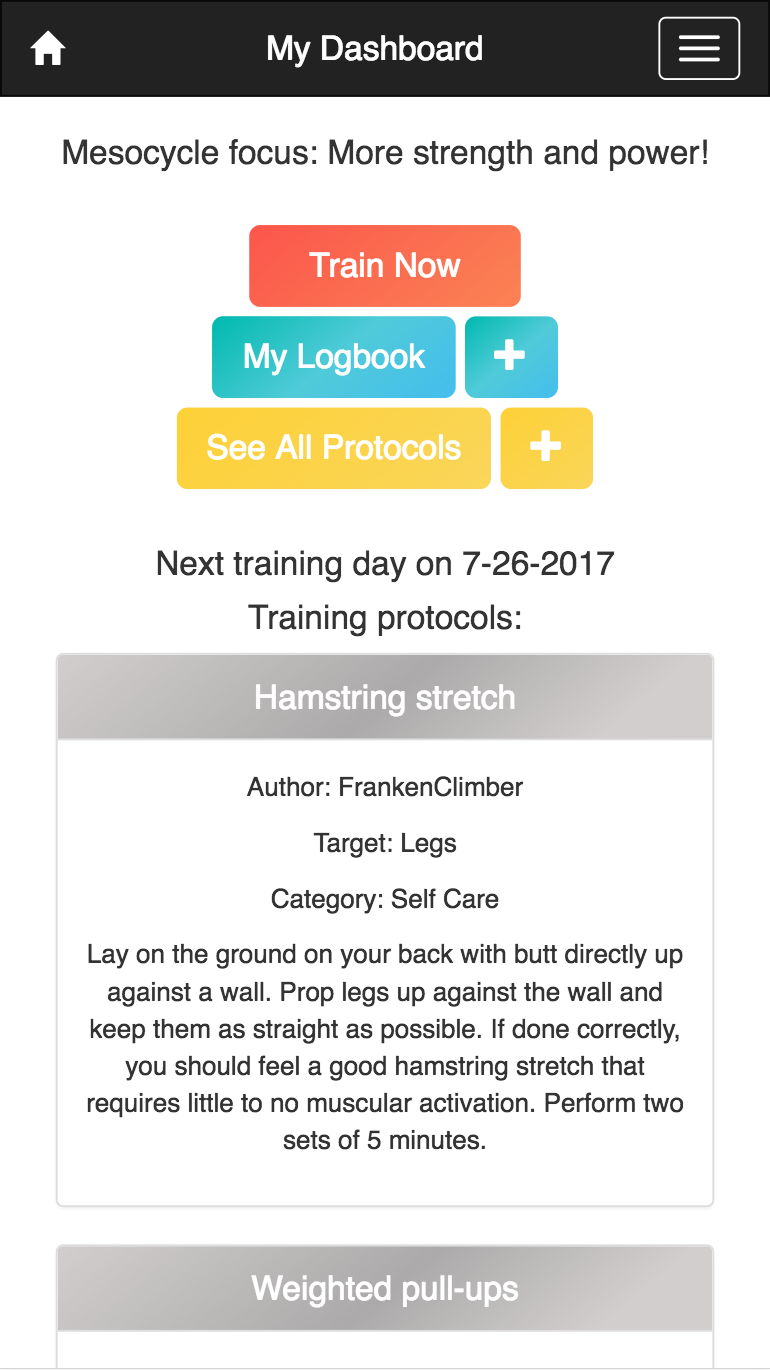 My Dashboard
Mesocycle focus: More strength and power!
Train Now
My Logbook +
See All Protocols +
Next training day on 7-26-2017
Training protocols:
Hamstring stretch
Author: FrankenClimber
Target: Legs
Category: Self Care
Lay on the ground on your back with butt directly up
against a wall. Prop legs up against the wall and
keep them as straight as possible. If done correctly,
you should feel a good hamstring stretch that
requires little to no muscular activation. Perform two
sets of 5 minutes.
Weighted pull-ups